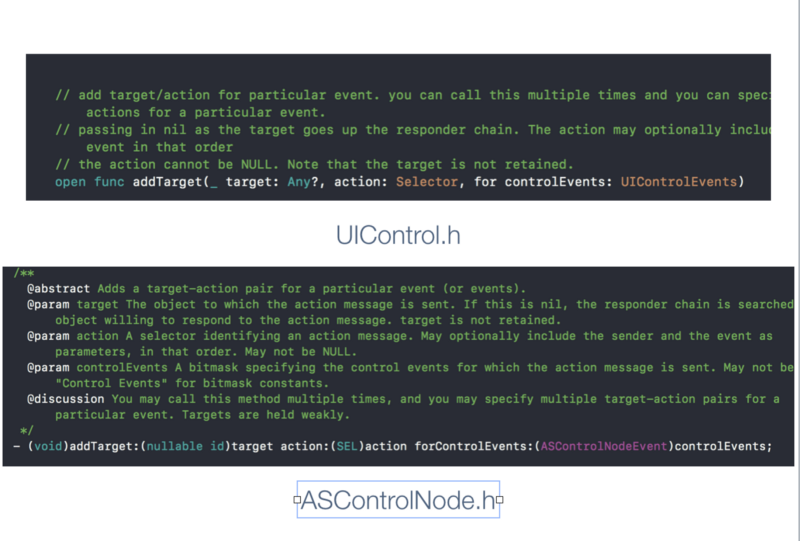 // add target/action for particular event. you can call this multiple times and you can
actions for a particular event.
// passing in nil as the target goes up the responder chain. The action may optionally
event in that order
// the action cannot be NULL. Note that the target is not retained.
open func addTarget(_ target: Any?, action: Selector, for controlEvents: UIControlEvents)
UIControl.h
/**
@abstract Adds a target-action pair for a particular event (or events).
@param target The object to which the action message is sent. If this is nil, the responder chain is searched
object willing to respond to the action message. target is not retained.
@param action A selector identifying an action message. May optionally include the sender and the event as
parameters, in that order. May not be NULL.
@param controlEvents A bitmask specifying the control events for which the action message is sent. May not be
"Control Events" for bitmask constants.
@discussion You may call this method multiple times, and you may specify multiple target-action pairs for a
particular event. Targets are held weakly.
*/
- (void)addTarget:(nullable id)target action:(SEL)action forControlEvents:(ASControlNodeEvent)controlEvents;
ASControlNode.h